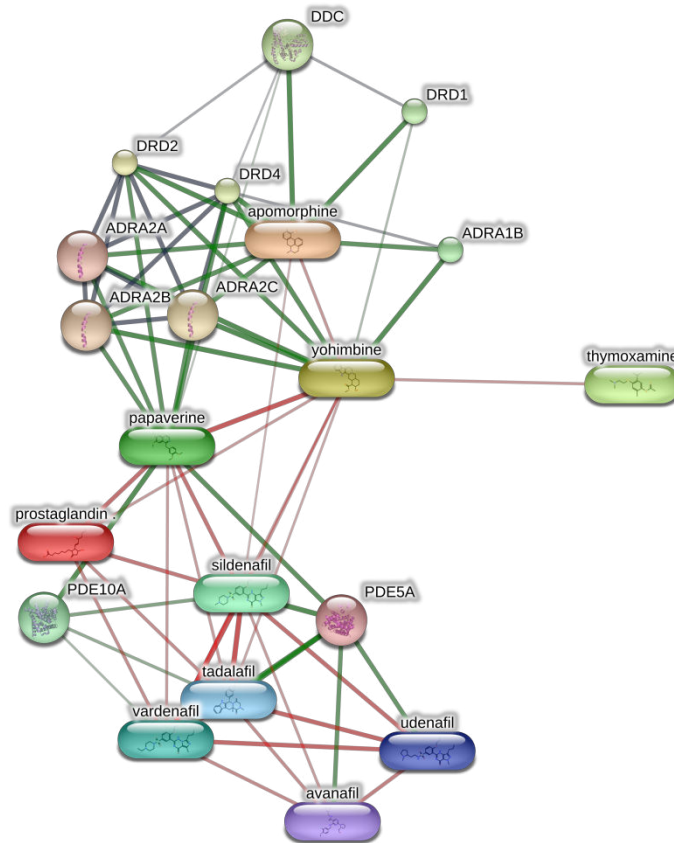 DDC
DRD1
DRD2
DRD4
apomorphine
ADRA2A
ADRA1B
ADRA2B
ADRA2C
yohimbine
thymoxamine
papaverine
prostaglandin .
sildenafil
PDE10A
PDE5A
tadalafil
vardenafil
udenafil
avanafil